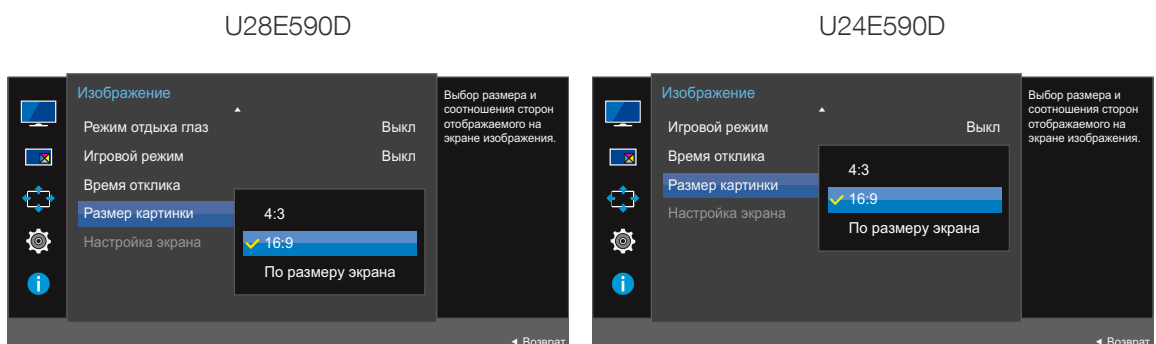 U28E590D
Изображение
Режим отдыха глаз Выкл
Игровой режим Выкл
Время отклика
Размер картинки
Настройка экрана
4:3
16:9
По размеру экрана
Выбор размера и
соотношения сторон
отображаемого на
экране изображения.
Возврат
U24E590D
Изображение
Игровой режим Выкл
Время отклика
Размер картинки
Настройка экрана
4:3
16:9
По размеру экрана
Выбор размера и
соотношения сторон
отображаемого на
экране изображения.
Возврат